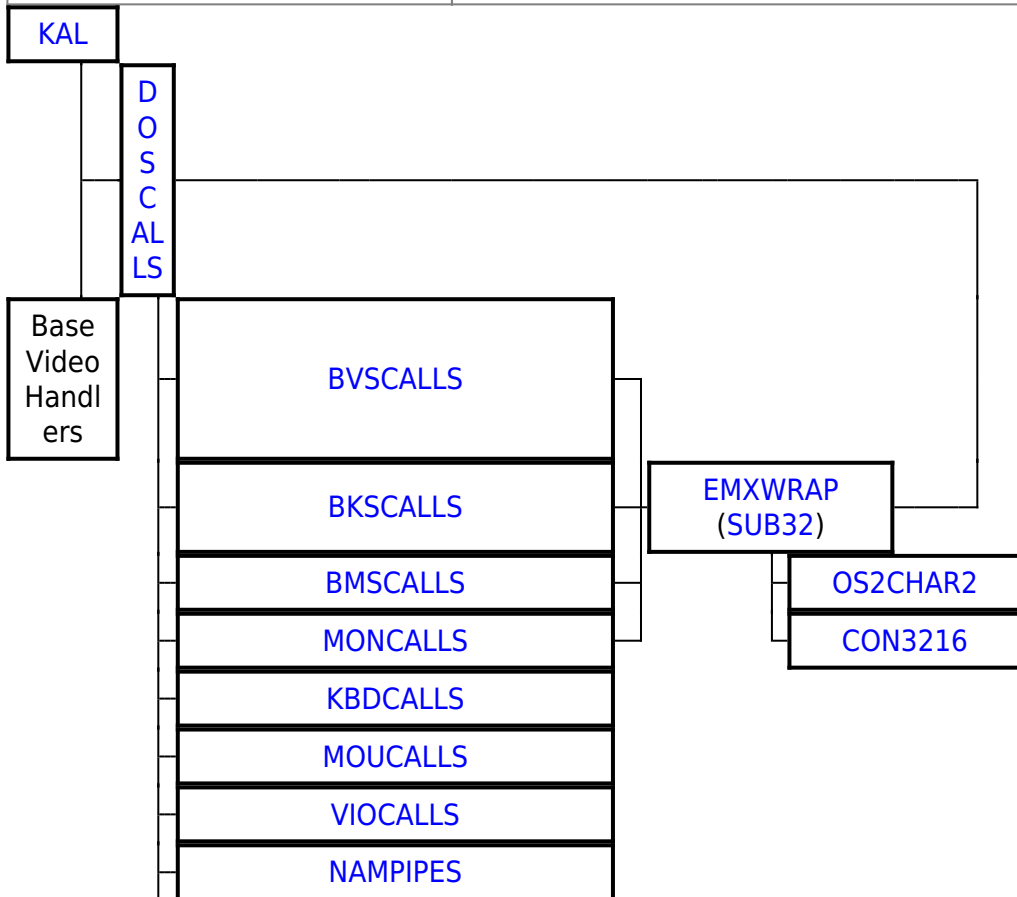 KAL
D
O
S
C
AL
LS
Base
Video
Handl
ers
BVSCALLS
BKSCALLS
EMXWRAP
(SUB32)
BMSCALLS
OS2CHAR2
MONCALLS
CON3216
KBDCALLS
MOUCALLS
VIOCALLS
NAMPIPES